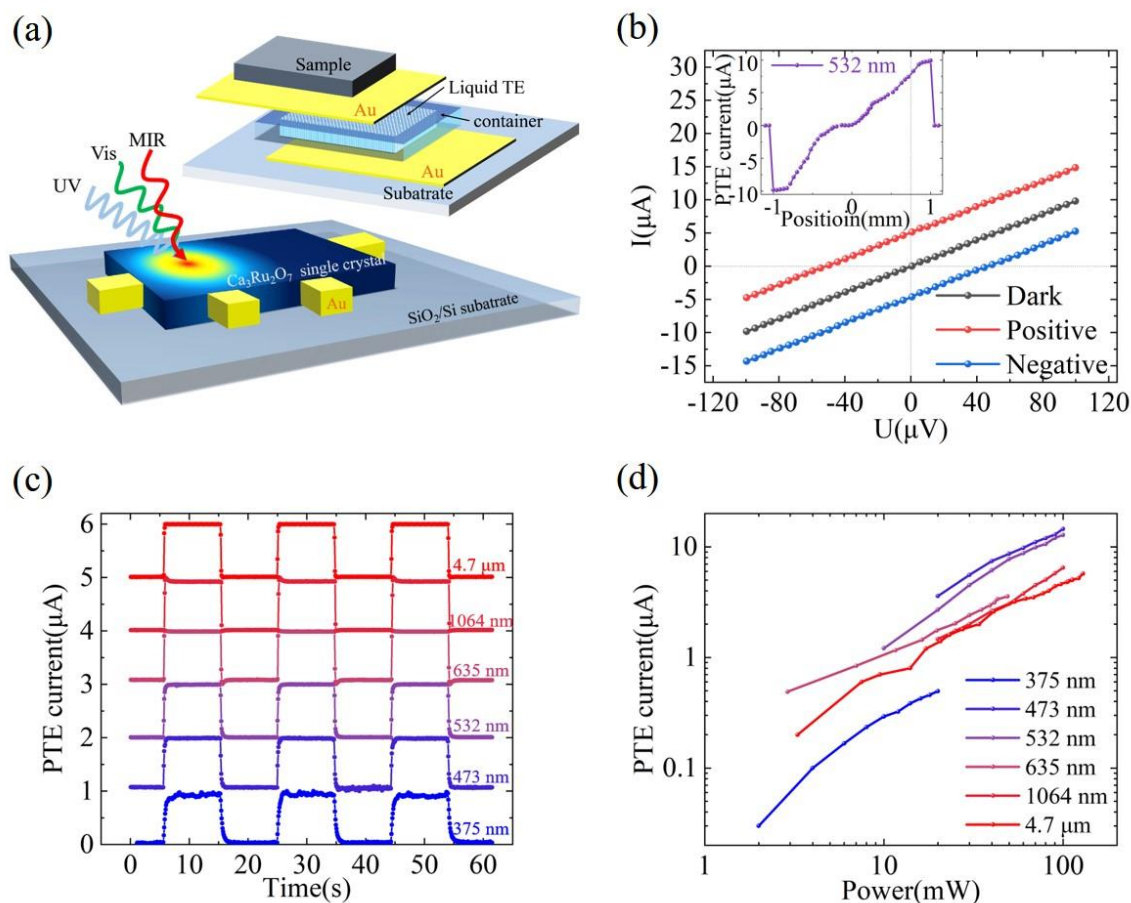 (a)
Sample
Liquid TE
Au
container
Au
Subatrate
MIR
Vis
UV
Ca₃Ru₂O₇ single crystal
Au
SiO₂/Si substrate
(b)
I(μA)
30
25
20
15
10
5
0
-5
-10
-15
-120 -80 -40 0 40 80 120
U(μV)
PTE current(μA)
10
5
0
-5
-10
-1 0 1
Positioin(mm)
532 nm
Dark
Positive
Negative
(c)
PTE current(μA)
6
5
4
3
2
1
0
4.7 μm
1064 nm
635 nm
532 nm
473 nm
375 nm
0 10 20 30 40 50 60
Time(s)
(d)
PTE current(μA)
10
1
0.1
375 nm
473 nm
532 nm
635 nm
1064 nm
4.7 μm
1 10 100
Power(mW)